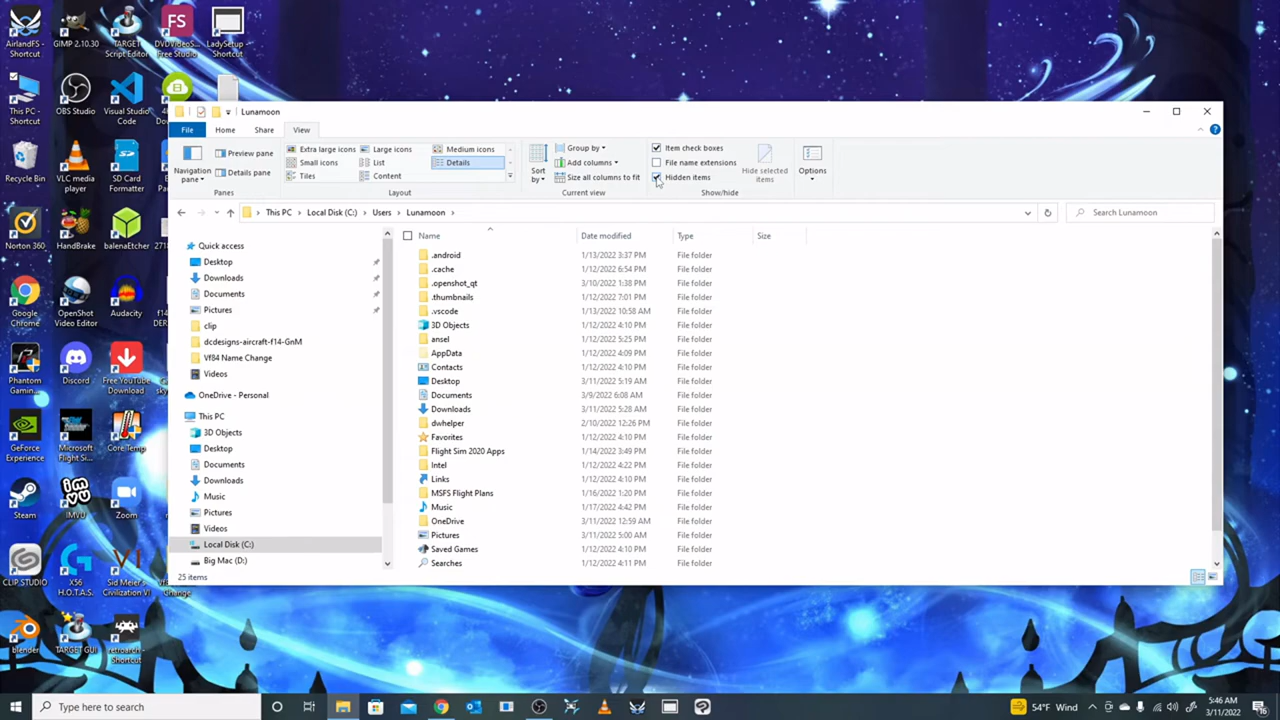 AirlandFS - Shortcut
GIMP 2.10.30
TARGET Script Editor
DVDVideoS... Free Studio
LadySetup - Shortcut
This PC - Shortcut
OBS Studio
Visual Studio Code
Recycle Bin
VLC media player
SD Card Formatter
Norton 360
HandBrake
balenaEtcher
Google Chrome
OpenShot Video Editor
Audacity
Phantom Gaming...
Discord
Free YouTube Download
GeForce Experience
Microsoft Flight Si...
Core Temp
Steam
IMVU
Zoom
CLIP STUDIO
X56 H.O.T.A.S.
Sid Meier's Civilization VI
Change
blender
TARGET GUI
retroarch - Shortcut
Lunamoon
File
Home
Share
View
Navigation pane
Preview pane
Details pane
Panes
Extra large icons
Large icons
Medium icons
Small icons
List
Details
Tiles
Content
Layout
Sort by
Group by
Add columns
Size all columns to fit
Current view
Item check boxes
File name extensions
Hidden items
Hide selected items
Show/hide
Options
This PC > Local Disk (C:) > Users > Lunamoon >
Search Lunamoon
Quick access
Desktop
Downloads
Documents
Pictures
clip
dcdesigns-aircraft-f14-GnM
Vf84 Name Change
Videos
OneDrive - Personal
This PC
3D Objects
Desktop
Documents
Downloads
Music
Pictures
Videos
Local Disk (C:)
Big Mac (D:)
Name Date modified Type Size
.android 1/13/2022 3:37 PM File folder
.cache 1/12/2022 6:54 PM File folder
.openshot_qt 3/10/2022 1:38 PM File folder
.thumbnails 1/12/2022 7:01 PM File folder
.vscode 1/13/2022 10:58 AM File folder
3D Objects 1/12/2022 4:10 PM File folder
ansel 1/12/2022 5:25 PM File folder
AppData 1/12/2022 4:09 PM File folder
Contacts 1/12/2022 4:10 PM File folder
Desktop 3/11/2022 5:19 AM File folder
Documents 3/9/2022 6:08 AM File folder
Downloads 3/11/2022 5:28 AM File folder
dwhelper 2/10/2022 12:26 PM File folder
Favorites 1/12/2022 4:10 PM File folder
Flight Sim 2020 Apps 1/14/2022 3:49 PM File folder
Intel 1/12/2022 4:22 PM File folder
Links 1/12/2022 4:10 PM File folder
MSFS Flight Plans 1/16/2022 1:20 PM File folder
Music 1/17/2022 4:42 PM File folder
OneDrive 3/11/2022 12:59 AM File folder
Pictures 3/11/2022 5:00 AM File folder
Saved Games 1/12/2022 4:10 PM File folder
Searches 1/12/2022 4:11 PM File folder
25 items
Type here to search
54°F Wind
5:46 AM
3/11/2022
16